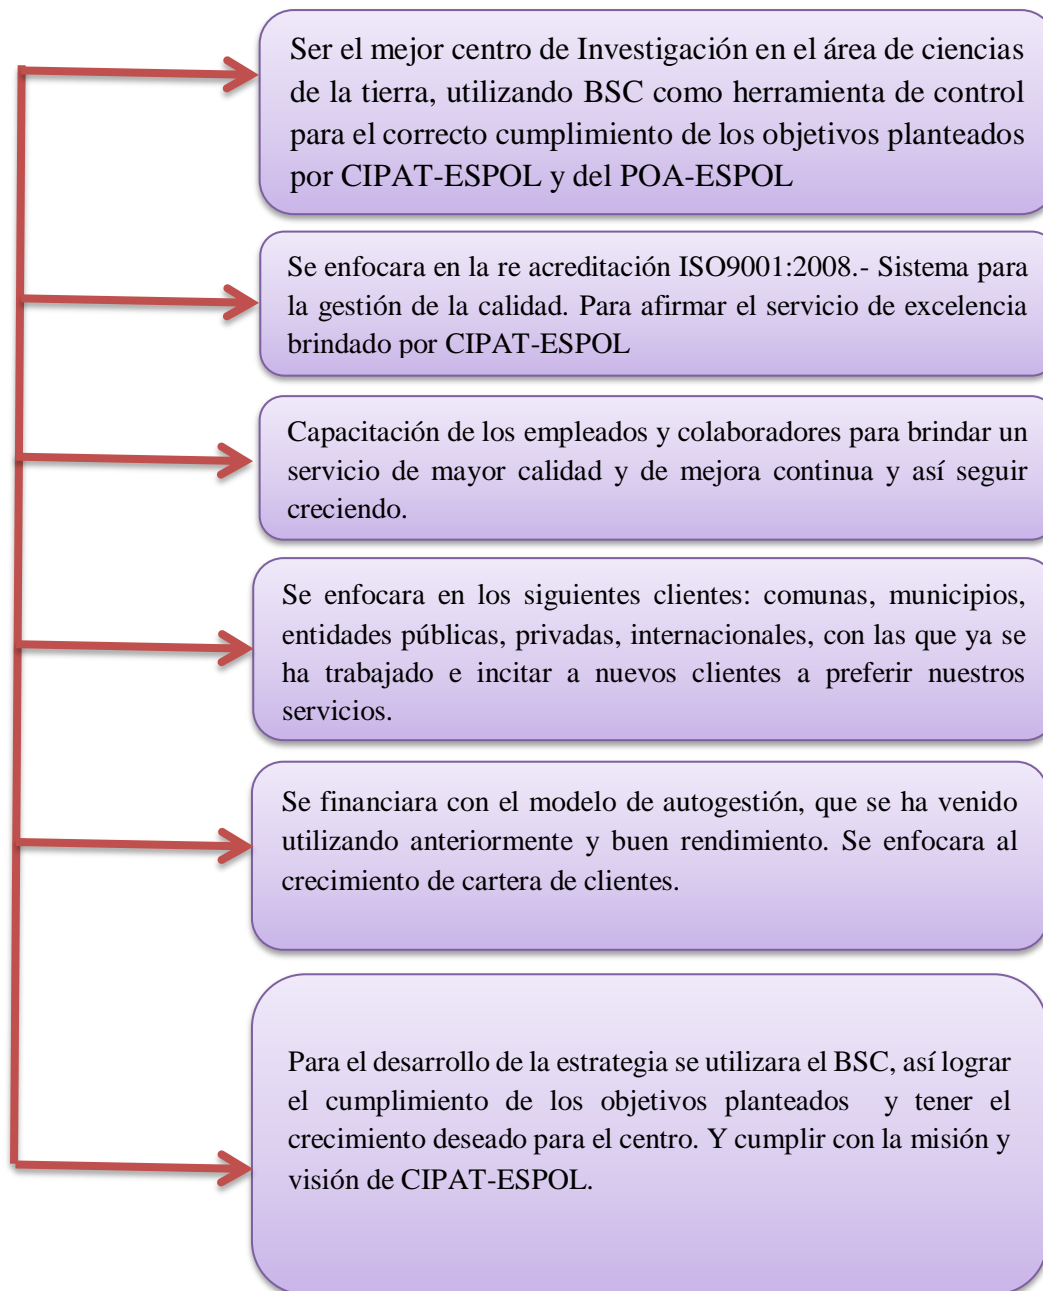 Ser el mejor centro de Investigación en el área de ciencias
de la tierra, utilizando BSC como herramienta de control
para el correcto cumplimiento de los objetivos planteados
por CIPAT-ESPOL y del POA-ESPOL
Se enfocara en la re acreditación ISO9001:2008.- Sistema para
la gestión de la calidad. Para afirmar el servicio de excelencia
brindado por CIPAT-ESPOL
Capacitación de los empleados y colaboradores para brindar un
servicio de mayor calidad y de mejora continua y así seguir
creciendo.
Se enfocara en los siguientes clientes: comunas, municipios,
entidades públicas, privadas, internacionales, con las que ya se
ha trabajado e incitar a nuevos clientes a preferir nuestros
servicios.
Se financiara con el modelo de autogestión, que se ha venido
utilizando anteriormente y buen rendimiento. Se enfocara al
crecimiento de cartera de clientes.
Para el desarrollo de la estrategia se utilizara el BSC, así lograr
el cumplimiento de los objetivos planteados y tener el
crecimiento deseado para el centro. Y cumplir con la misión y
visión de CIPAT-ESPOL.